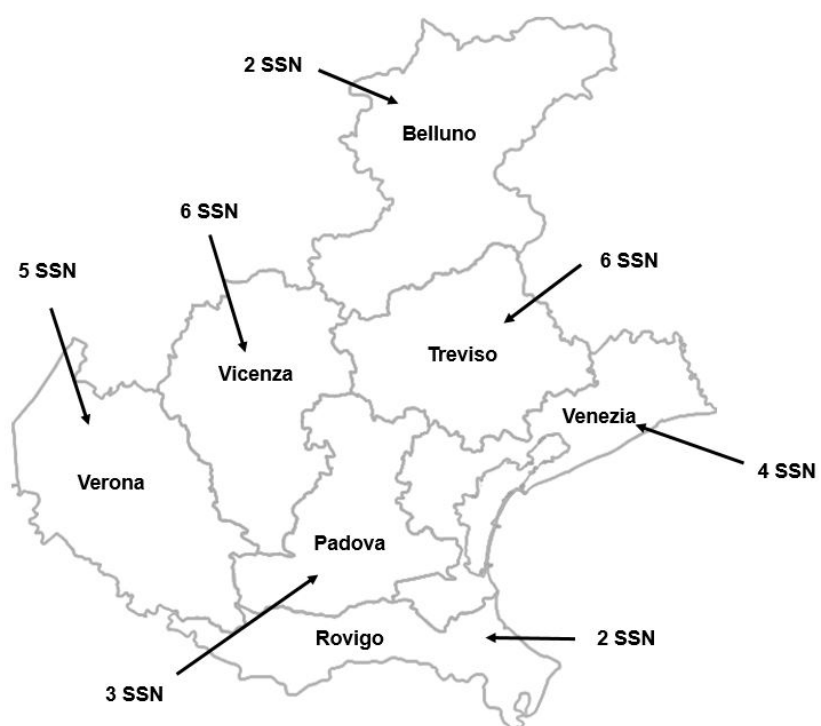 2 SSN
Belluno
6 SSN
5 SSN
6 SSN
Vicenza
Treviso
Venezia
Verona
4 SSN
Padova
Rovigo
2 SSN
3 SSN